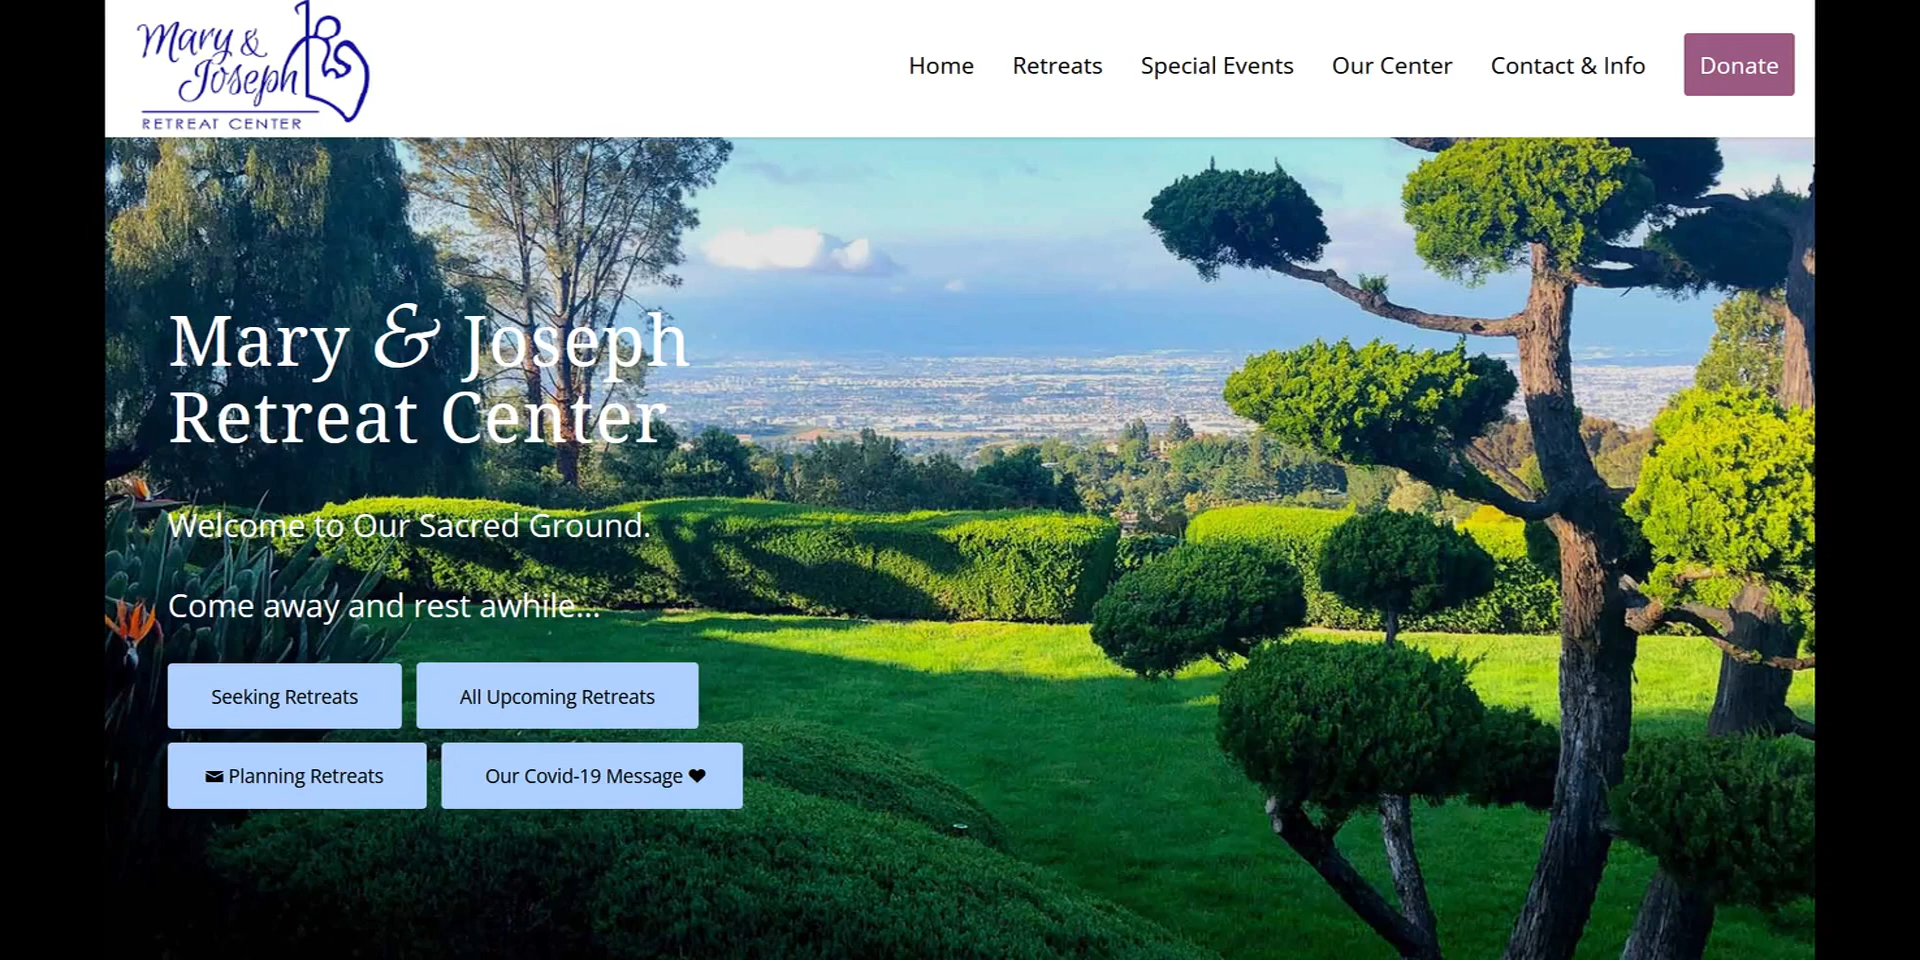 Mary &
Joseph
RETREAT CENTER
Home
Retreats
Special Events
Our Center
Contact & Info
Donate
Mary & Joseph
Retreat Center
Welcome to Our Sacred Ground.
Come away and rest awhile...
Seeking Retreats
All Upcoming Retreats
Planning Retreats
Our Covid-19 Message